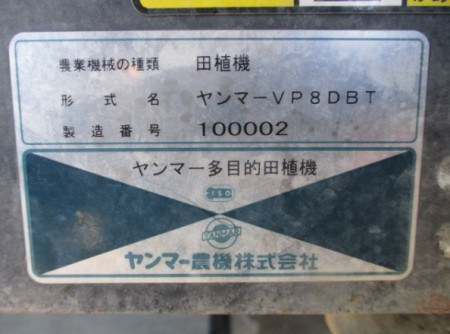 農業機械の種類 田植機
形式名 ヤンマーVP8DBT
製造番号 100002
ヤンマー多目的田植機
ISO
YANMAR
ヤンマー農機株式会社